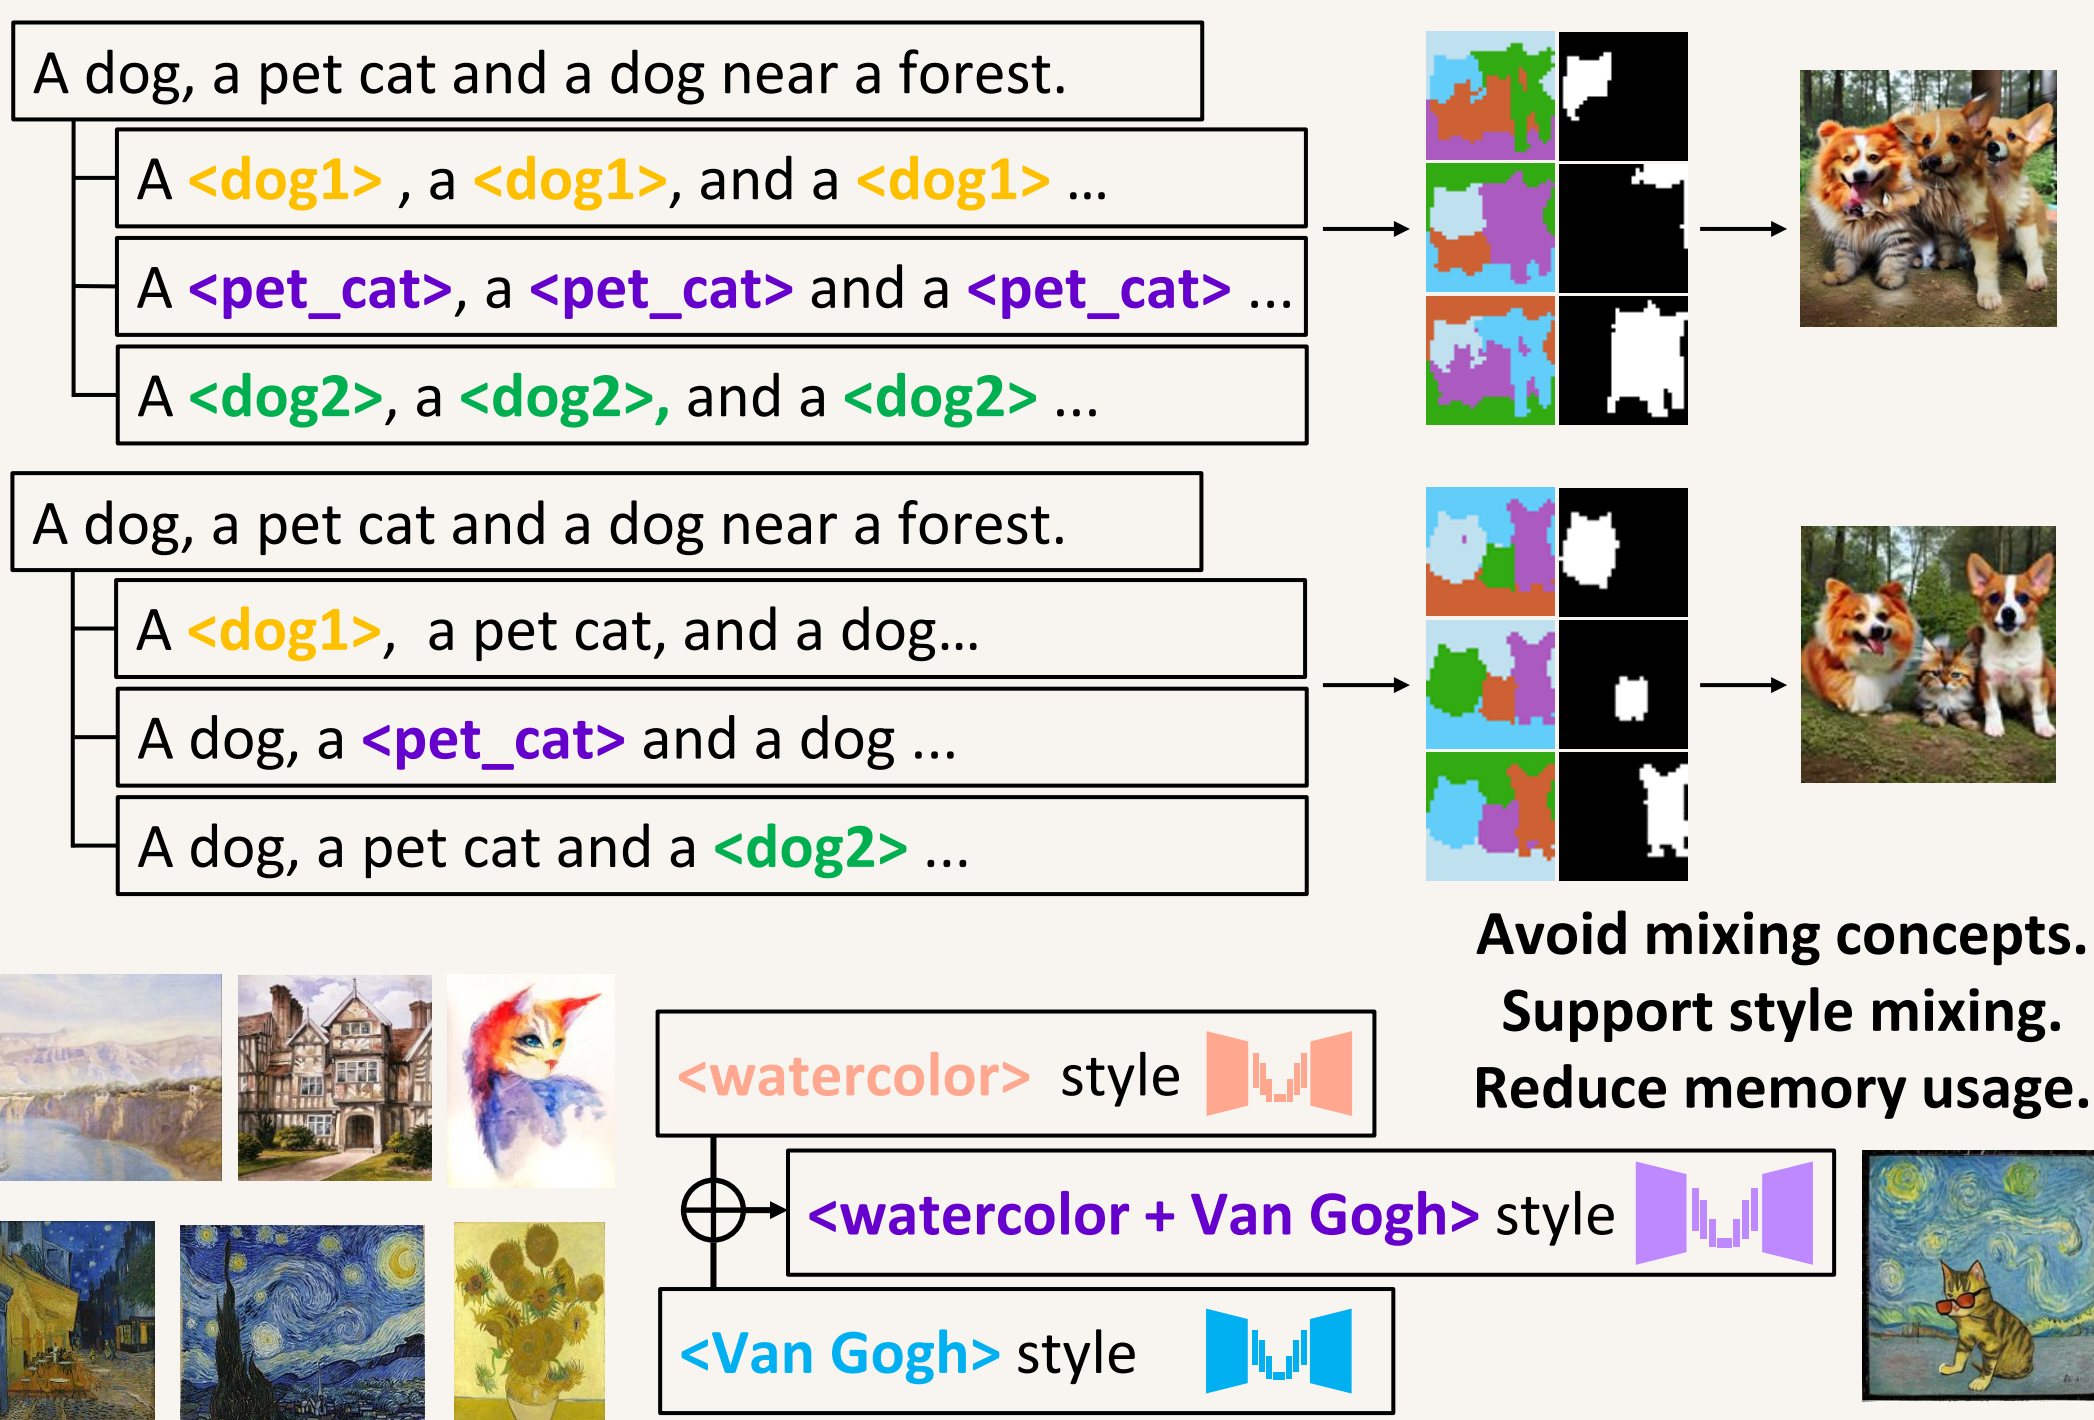 A dog, a pet cat and a dog near a forest.
A <dog1> , a <dog1>, and a <dog1> ...
A <pet_cat>, a <pet_cat> and a <pet_cat> ...
A <dog2>, a <dog2>, and a <dog2> ...
A dog, a pet cat and a dog near a forest.
A <dog1>, a pet cat, and a dog...
A dog, a <pet_cat> and a dog ...
A dog, a pet cat and a <dog2> ...
Avoid mixing concepts.
Support style mixing.
Reduce memory usage.
<watercolor> style
<watercolor + Van Gogh> style
<Van Gogh> style